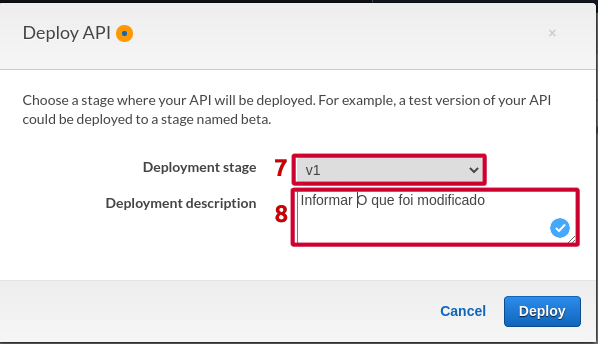 Deploy API
×
Choose a stage where your API will be deployed. For example, a test version of your API
could be deployed to a stage named beta.
Deployment stage 7 v1
Deployment description 8 Informar O que foi modificado
Cancel Deploy